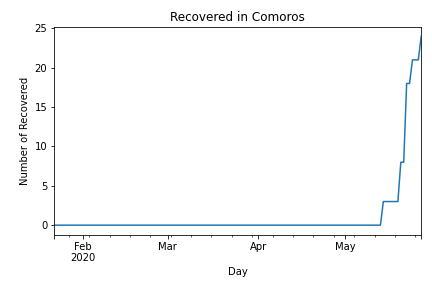 Recovered in Comoros
25
20
15
10
5
0
Number of Recovered
Feb
2020
Mar
Apr
May
Day